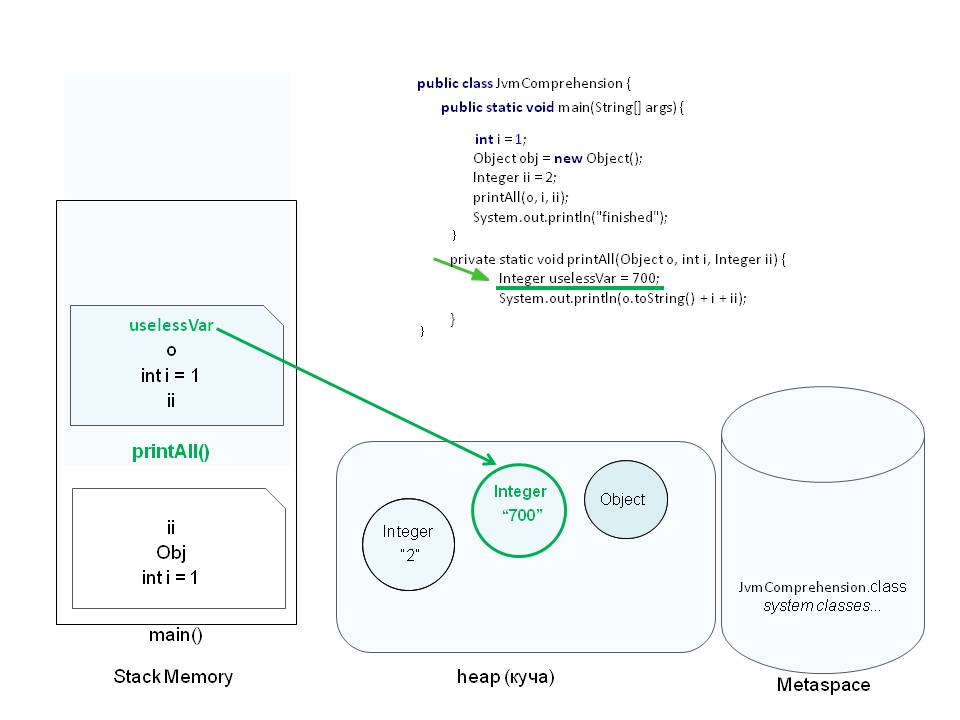 public class JvmComprehension {
public static void main(String[] args) {
int i = 1;
Object obj = new Object();
Integer ii = 2;
printAll(o, i, ii);
System.out.println("finished");
}
private static void printAll(Object o, int i, Integer ii) {
Integer uselessVar = 700;
System.out.println(o.toString() + i + ii);
}
}
uselessVar
o
int i = 1
ii
printAll()
ii
Obj
int i = 1
main()
Stack Memory
Integer
"2"
Integer
“700”
Object
heap (куча)
JvmComprehension.class
system classes...
Metaspace